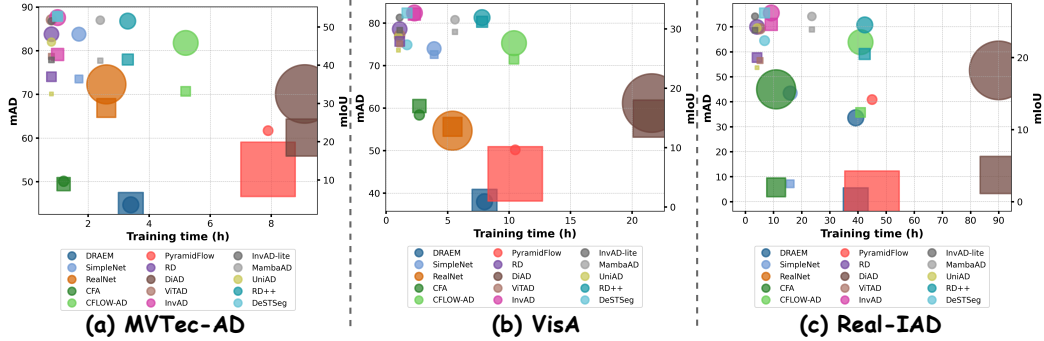 90
80
70
60
50
mAD
50
40
30
20
10
mIoU
2
4
6
8
Training time (h)
DRAEM
SimpleNet
RealNet
CFA
CFLOW-AD
PyramidFlow
RD
DiAD
ViTAD
InvAD
InvAD-lite
MambaAD
UniAD
RD++
DeSTSeg
(a) MVTec-AD
80
70
60
50
40
mAD
30
20
10
0
mIoU
0
5
10
15
20
Training time (h)
DRAEM
SimpleNet
RealNet
CFA
CFLOW-AD
PyramidFlow
RD
DiAD
ViTAD
InvAD
InvAD-lite
MambaAD
UniAD
RD++
DeSTSeg
(b) VisA
70
60
50
40
30
20
10
0
mAD
20
10
0
mIoU
0
10
20
30
40
50
60
70
80
90
Training time (h)
DRAEM
SimpleNet
RealNet
CFA
CFLOW-AD
PyramidFlow
RD
DiAD
ViTAD
InvAD
InvAD-lite
MambaAD
UniAD
RD++
DeSTSeg
(c) Real-IAD